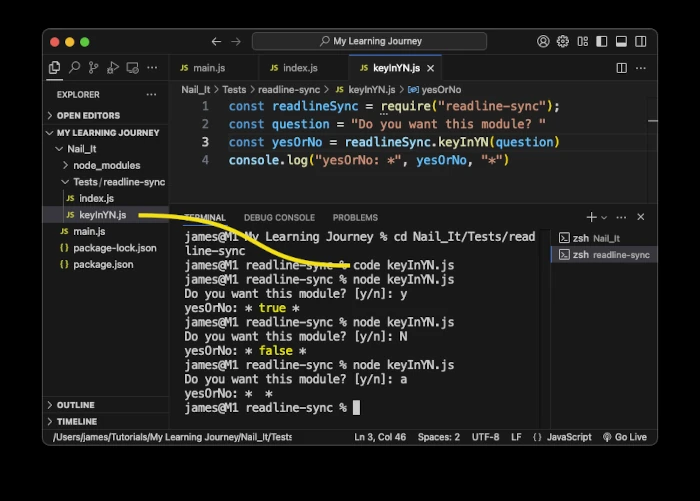 My Learning Journey
main.js
index.js
keyInYN.js
EXPLORER
Nail_It > Tests > readline-sync > JS keyInYN.js > yesOrNo
OPEN EDITORS
MY LEARNING JOURNEY
Nail_It
node_modules
Tests/readline-sync
JS index.js
JS keyInYN.js
JS main.js
{} package-lock.json
{} package.json
OUTLINE
TIMELINE
1 const readlineSync = require("readline-sync");
2 const question = "Do you want this module? "
3 const yesOrNo = readlineSync.keyInYN(question)
4 console.log("yesOrNo: *", yesOrNo, "*")
TERMINAL DEBUG CONSOLE PROBLEMS
james@M1 My Learning Journey % cd Nail_It/Tests/read
line-sync
james@M1 readline-sync % code keyInYN.js
james@M1 readline-sync % node keyInYN.js
Do you want this module? [y/n]: y
yesOrNo: * true *
james@M1 readline-sync % node keyInYN.js
Do you want this module? [y/n]: N
yesOrNo: * false *
james@M1 readline-sync % node keyInYN.js
Do you want this module? [y/n]: a
yesOrNo: *  *
james@M1 readline-sync %
zsh Nail_It
zsh readline-sync
/Users/james/Tutorials/My Learning Journey/Nail_It/Tests
Ln 3, Col 46 Spaces: 2 UTF-8 LF {} JavaScript Go Live